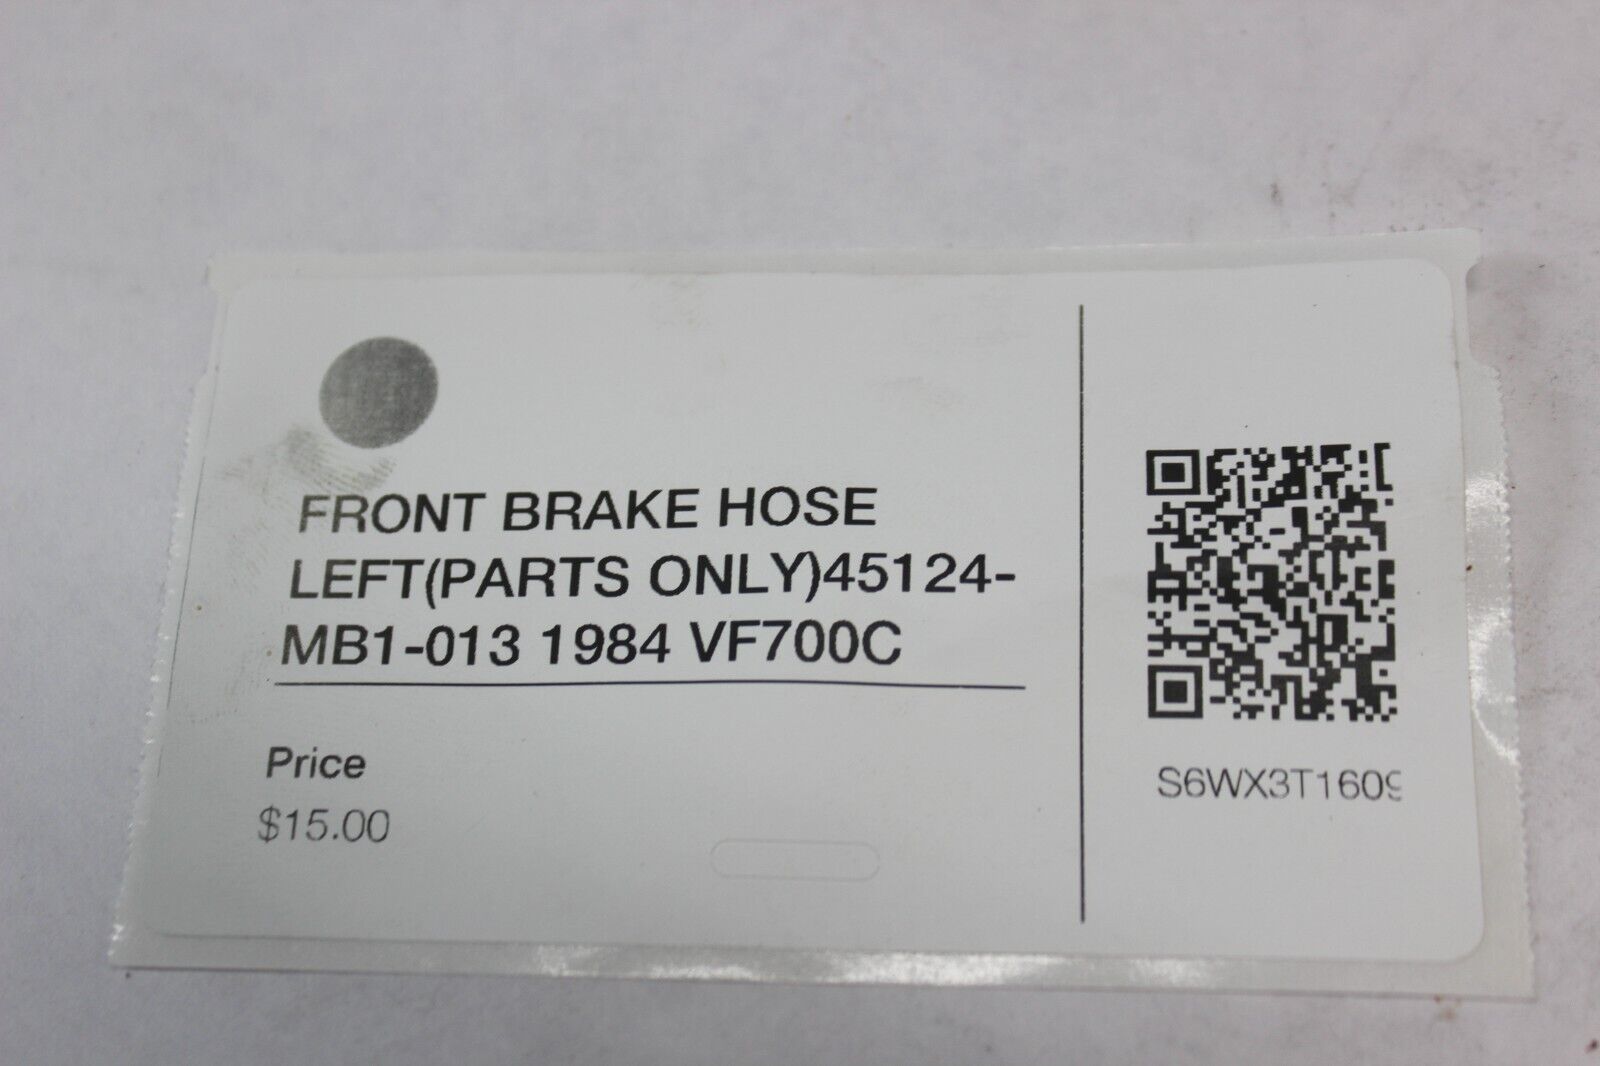 FRONT BRAKE HOSE
LEFT(PARTS ONLY)45124-
MB1-013 1984 VF700C
Price
$15.00
S6WX3T1609